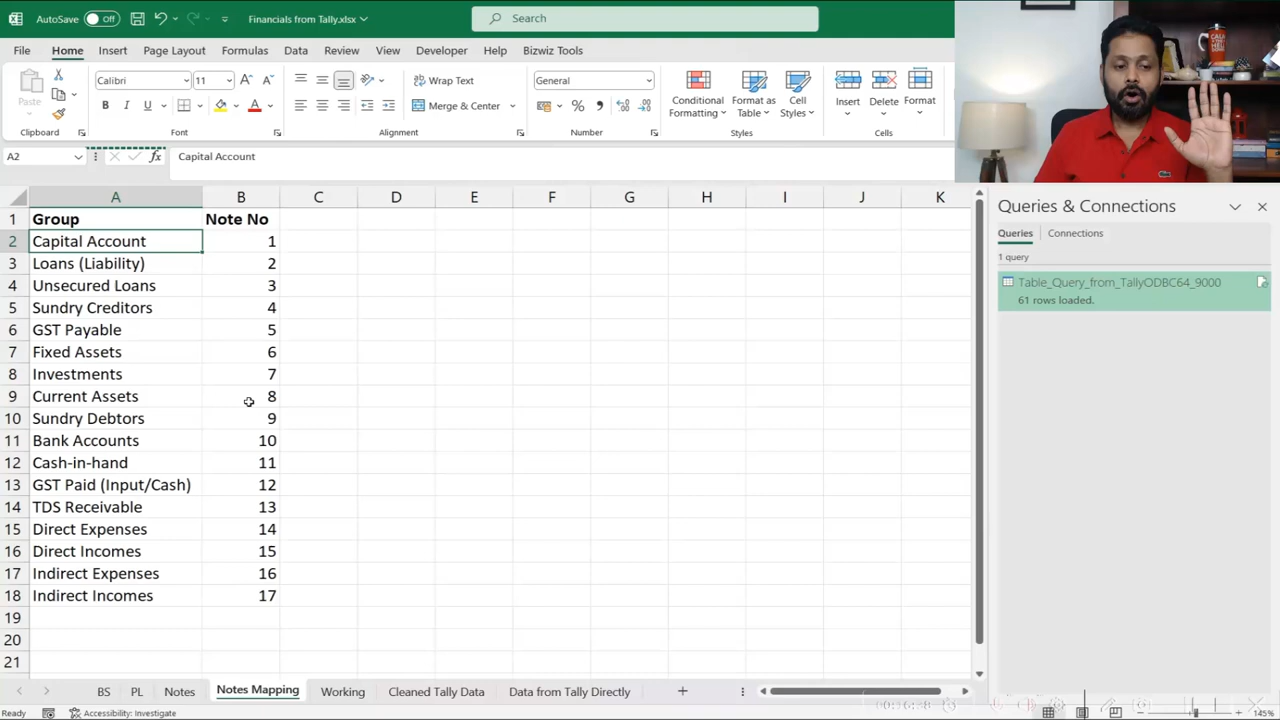 AutoSave Off Financials from Tally.xlsx Search
File Home Insert Page Layout Formulas Data Review View Developer Help Bizwiz Tools
Paste Calibri 11 A A Wrap Text General Conditional Formatting Format as Table Cell Styles Insert Delete Format
B I U A Merge & Center % ,
Clipboard Font Alignment Number Styles Cells
A2 fx Capital Account
A B C D E F G H I J K
1 Group Note No
2 Capital Account 1
3 Loans (Liability) 2
4 Unsecured Loans 3
5 Sundry Creditors 4
6 GST Payable 5
7 Fixed Assets 6
8 Investments 7
9 Current Assets 8
10 Sundry Debtors 9
11 Bank Accounts 10
12 Cash-in-hand 11
13 GST Paid (Input/Cash) 12
14 TDS Receivable 13
15 Direct Expenses 14
16 Direct Incomes 15
17 Indirect Expenses 16
18 Indirect Incomes 17
19
20
21
Queries & Connections
Queries Connections
1 query
Table_Query_from_TallyODBC64_9000
61 rows loaded.
BS PL Notes Notes Mapping Working Cleaned Tally Data Data from Tally Directly
Ready Accessibility: Investigate 145%